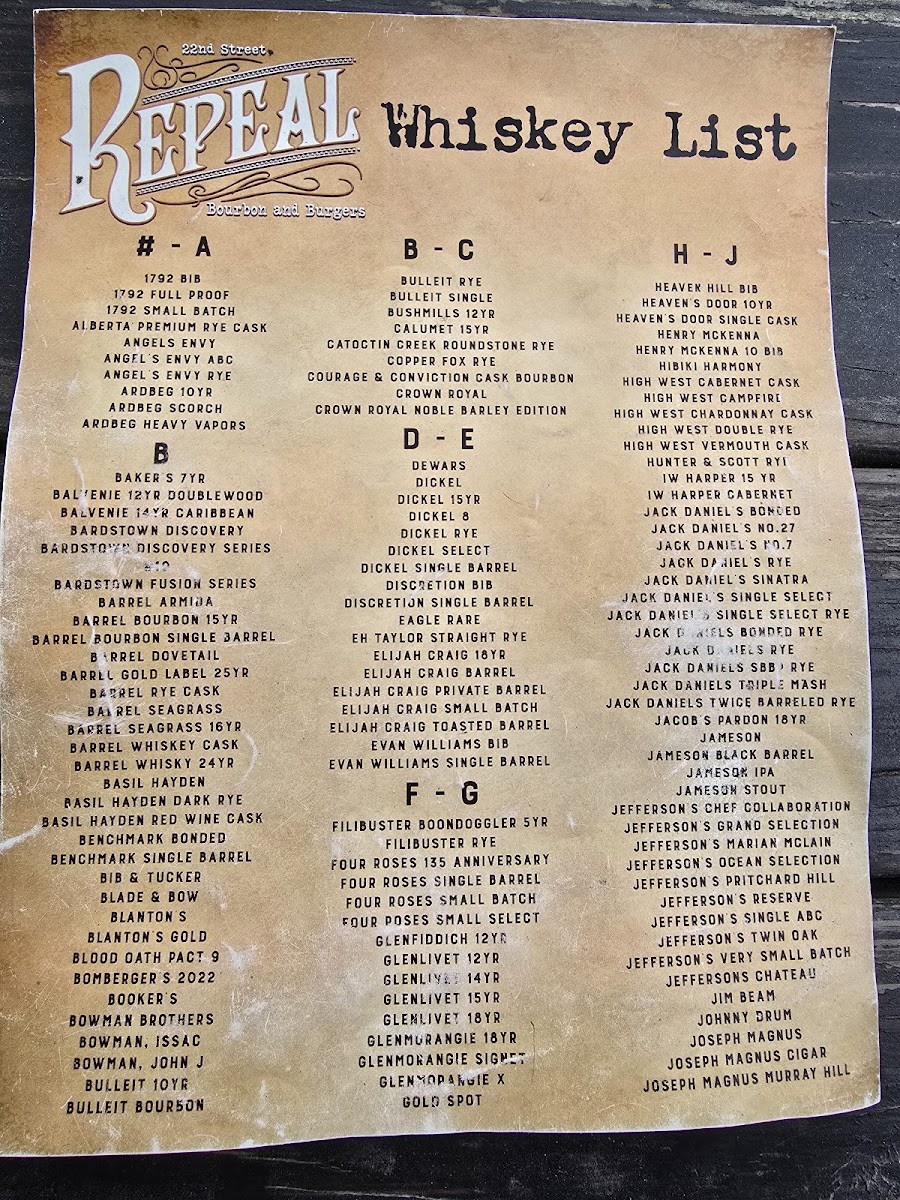 22nd Street
REPEAL
Bourbon and Burgers
Whiskey List
# - A
1792 BIB
1792 FULL PROOF
1792 SMALL BATCH
ALBERTA PREMIUM RYE CASK
ANGELS ENVY
ANGEL'S ENVY ABC
ANGEL'S ENVY RYE
ARDBEG 10YR
ARDBEG SCORCH
ARDBEG HEAVY VAPORS
B
BAKER'S 7YR
BALVENIE 12YR DOUBLEWOOD
BALVENIE 14YR CARIBBEAN
BARDSTOWN DISCOVERY
BARDSTOWN DISCOVERY SERIES
#10
BARDSTOWN FUSION SERIES
BARREL ARMIDA
BARREL BOURBON 15YR
BARREL BOURBON SINGLE BARREL
BARREL DOVETAIL
BARREL GOLD LABEL 25YR
BARREL RYE CASK
BARREL SEAGRASS
BARREL SEAGRASS 16YR
BARREL WHISKEY CASK
BARREL WHISKY 24YR
BASIL HAYDEN
BASIL HAYDEN DARK RYE
BASIL HAYDEN RED WINE CASK
BENCHMARK BONDED
BENCHMARK SINGLE BARREL
BIB & TUCKER
BLADE & BOW
BLANTON'S
BLANTON'S GOLD
BLOOD OATH PACT 9
BOMBERGER'S 2022
BOOKER'S
BOWMAN BROTHERS
BOWMAN, ISSAC
BOWMAN, JOHN J
BULLEIT 10YR
BULLEIT BOURBON
B - C
BULLEIT RYE
BULLEIT SINGLE
BUSHMILLS 12YR
CALUMET 15YR
CATOCTIN CREEK ROUNDSTONE RYE
COPPER FOX RYE
COURAGE & CONVICTION CASK BOURBON
CROWN ROYAL
CROWN ROYAL NOBLE BARLEY EDITION
D - E
DEWARS
DICKEL
DICKEL 15YR
DICKEL 8
DICKEL RYE
DICKEL SELECT
DICKEL SINGLE BARREL
DISCRETION BIB
DISCRETION SINGLE BARREL
EAGLE RARE
EH TAYLOR STRAIGHT RYE
ELIJAH CRAIG 18YR
ELIJAH CRAIG BARREL
ELIJAH CRAIG PRIVATE BARREL
ELIJAH CRAIG SMALL BATCH
ELIJAH CRAIG TOASTED BARREL
EVAN WILLIAMS BIB
EVAN WILLIAMS SINGLE BARREL
F - G
FILIBUSTER BOONDOGGLER 5YR
FILIBUSTER RYE
FOUR ROSES 135 ANNIVERSARY
FOUR ROSES SINGLE BARREL
FOUR ROSES SMALL BATCH
FOUR ROSES SMALL SELECT
GLENFIDDICH 12YR
GLENLIVET 12YR
GLENLIVET 14YR
GLENLIVET 15YR
GLENLIVET 18YR
GLENMORANGIE 18YR
GLENMORANGIE SIGNET
GLENMORANGIE X
GOLD SPOT
H - J
HEAVEN HILL BIB
HEAVEN'S DOOR 10YR
HEAVEN'S DOOR SINGLE CASK
HENRY MCKENNA
HENRY MCKENNA 10 BIB
HIBIKI HARMONY
HIGH WEST CABERNET CASK
HIGH WEST CAMPFIRE
HIGH WEST CHARDONNAY CASK
HIGH WEST DOUBLE RYE
HIGH WEST VERMOUTH CASK
HUNTER & SCOTT RYE
IW HARPER 15 YR
IW HARPER CABERNET
JACK DANIEL'S BONDED
JACK DANIEL'S NO.27
JACK DANIEL'S NO.7
JACK DANIEL'S RYE
JACK DANIEL'S SINATRA
JACK DANIEL'S SINGLE SELECT
JACK DANIEL'S SINGLE SELECT RYE
JACK DANIELS BONDED RYE
JACK DANIELS RYE
JACK DANIELS SBBP RYE
JACK DANIELS TRIPLE MASH
JACK DANIELS TWICE BARRELED RYE
JACOB'S PARDON 18YR
JAMESON
JAMESON BLACK BARREL
JAMESON IPA
JAMESON STOUT
JEFFERSON'S CHEF COLLABORATION
JEFFERSON'S GRAND SELECTION
JEFFERSON'S MARIAN MCLAIN
JEFFERSON'S OCEAN SELECTION
JEFFERSON'S PRITCHARD HILL
JEFFERSON'S RESERVE
JEFFERSON'S SINGLE ABC
JEFFERSON'S TWIN OAK
JEFFERSON'S VERY SMALL BATCH
JEFFERSONS CHATEAU
JIM BEAM
JOHNNY DRUM
JOSEPH MAGNUS
JOSEPH MAGNUS CIGAR
JOSEPH MAGNUS MURRAY HILL